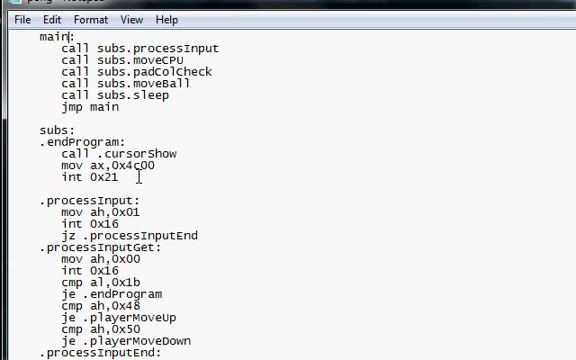 File Edit Format View Help
main:
call subs.processInput
call subs.moveCPU
call subs.padColCheck
call subs.moveBall
call subs.sleep
jmp main
subs:
.endProgram:
call .cursorShow
mov ax,0x4c00
int 0x21
.processInput:
mov ah,0x01
int 0x16
jz .processInputEnd
.processInputGet:
mov ah,0x00
int 0x16
cmp al,0x1b
je .endProgram
cmp ah,0x48
je .playerMoveUp
cmp ah,0x50
je .playerMoveDown
.processInputEnd: